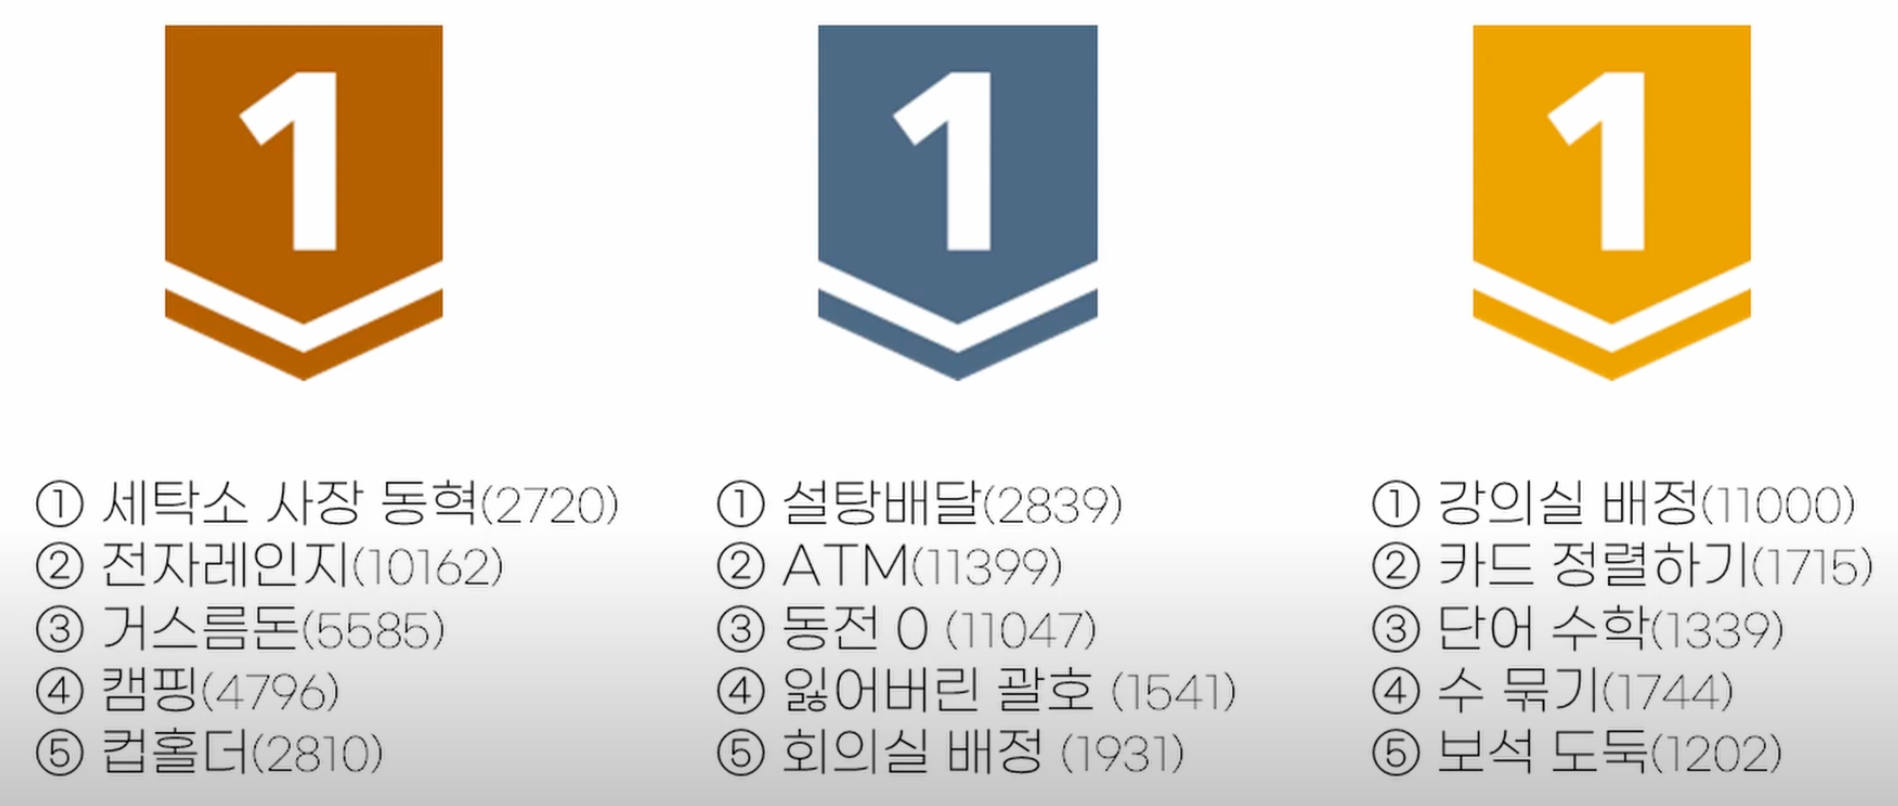 1
① 세탁소 사장 동혁(2720)
② 전자레인지(10162)
③ 거스름돈(5585)
④ 캠핑(4796)
⑤ 컵홀더(2810)
1
① 설탕배달(2839)
② ATM(11399)
③ 동전 0 (11047)
④ 잃어버린 괄호 (1541)
⑤ 회의실 배정 (1931)
1
① 강의실 배정(11000)
② 카드 정렬하기(1715)
③ 단어 수학(1339)
④ 수 묶기(1744)
⑤ 보석 도둑(1202)